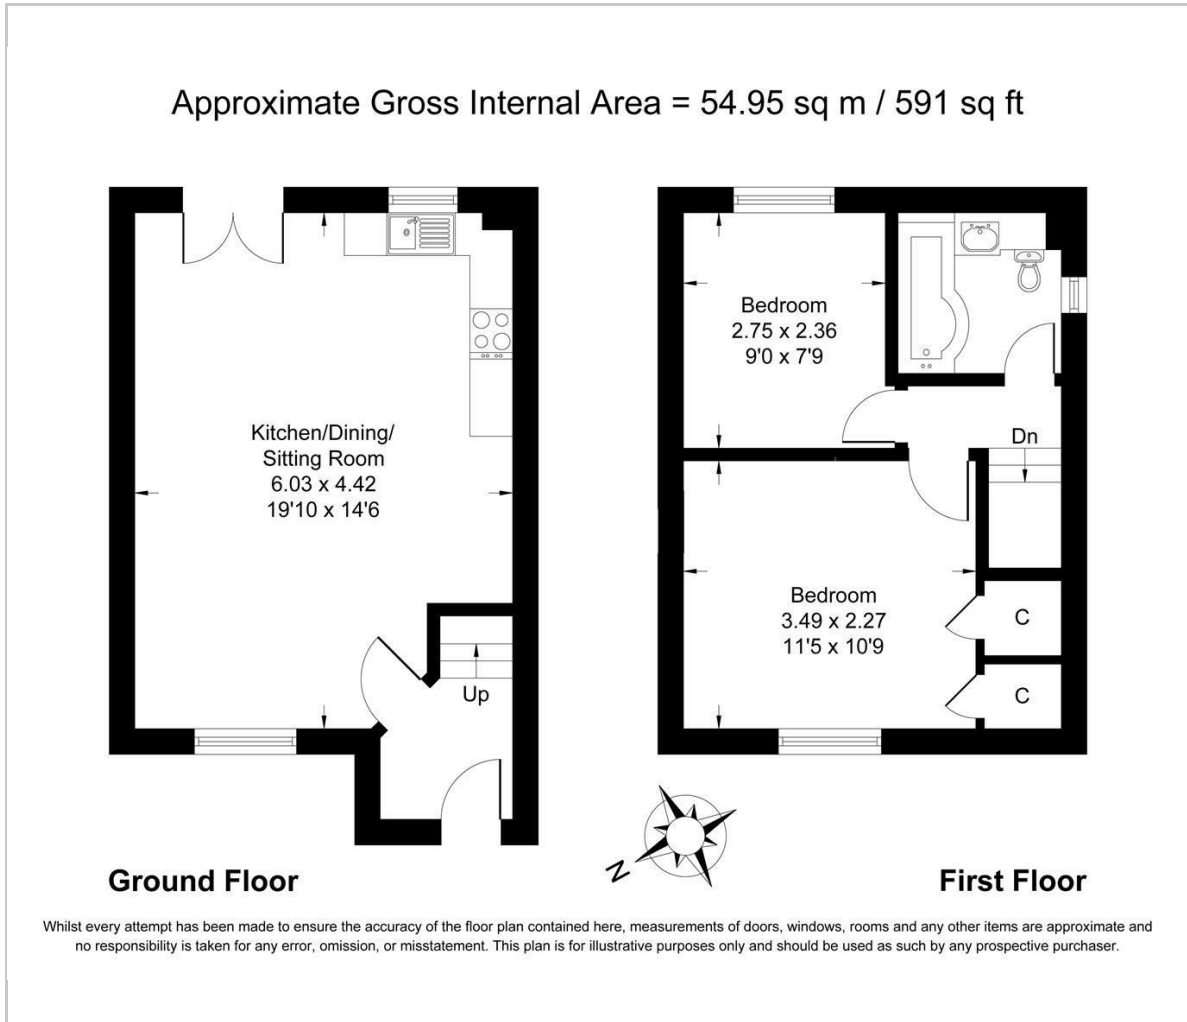 Approximate Gross Internal Area = 54.95 sq m / 591 sq ft
Kitchen/Dining/
Sitting Room
6.03 x 4.42
19'10 x 14'6
Up
Bedroom
2.75 x 2.36
9'0 x 7'9
Dn
Bedroom
3.49 x 2.27
11'5 x 10'9
C
C
N
Ground Floor
First Floor
Whilst every attempt has been made to ensure the accuracy of the floor plan contained here, measurements of doors, windows, rooms and any other items are approximate and
no responsibility is taken for any error, omission, or misstatement. This plan is for illustrative purposes only and should be used as such by any prospective purchaser.